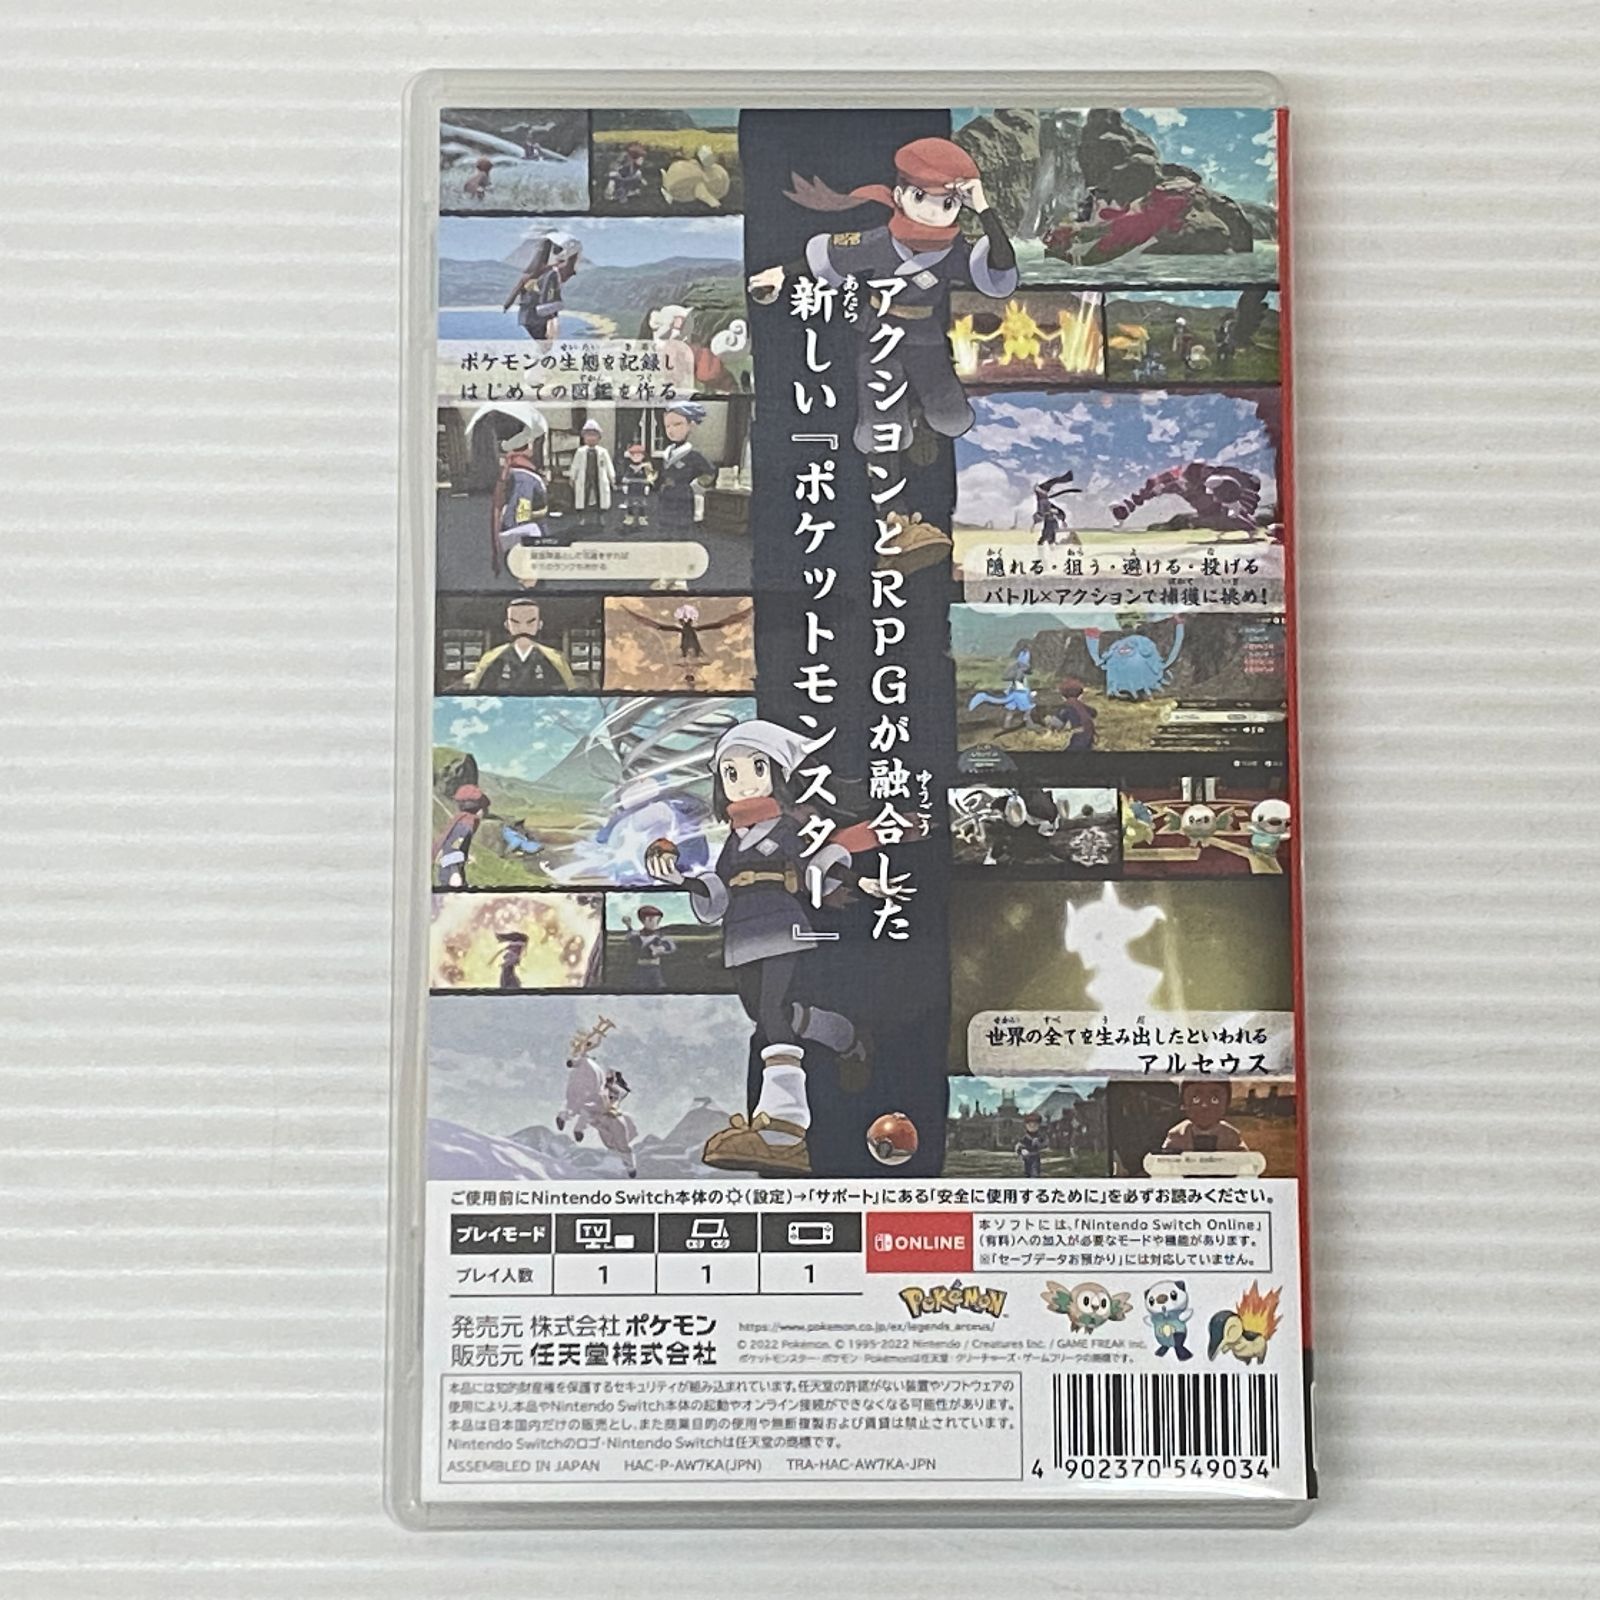 アクションとRPGが融合した
新しい『ポケットモンスター』
ポケモンの生態を記録し
はじめての図鑑を作る
隠れる・狙う・避ける・投げる
バトル×アクションで捕獲に挑め!
世界の全てを生み出したといわれる
アルセウス
ご使用前にNintendo Switch本体の(設定)→「サポート」にある「安全に使用するために」を必ずお読みください。
プレイモード TV
プレイ人数 1 1 1
ONLINE
本ソフトには、「Nintendo Switch Online」
(有料)への加入が必要なモードや機能があります。
※「セーブデータお預かり」には対応していません。
発売元 株式会社ポケモン
販売元 任天堂株式会社
POKéMON
https://www.pokemon.co.jp/ex/legends_arceus/
© 2022 Pokémon. © 1995-2022 Nintendo / Creatures Inc. / GAME FREAK inc.
ポケットモンスター・ポケモン・Pokémonは任天堂・クリーチャーズ・ゲームフリークの商標です。
本品には知的財産権を保護するセキュリティが組み込まれています。任天堂の許諾がない装置やソフトウェアの
使用により、本品やNintendo Switch本体の起動やオンライン接続ができなくなる可能性があります。
本品は日本国内だけの販売とし、また商業目的の使用や無断複製および賃貸は禁止されています。
Nintendo Switchのロゴ・Nintendo Switchは任天堂の商標です。
ASSEMBLED IN JAPAN HAC-P-AW7KA(JPN) TRA-HAC-AW7KA-JPN
4 902370 549034